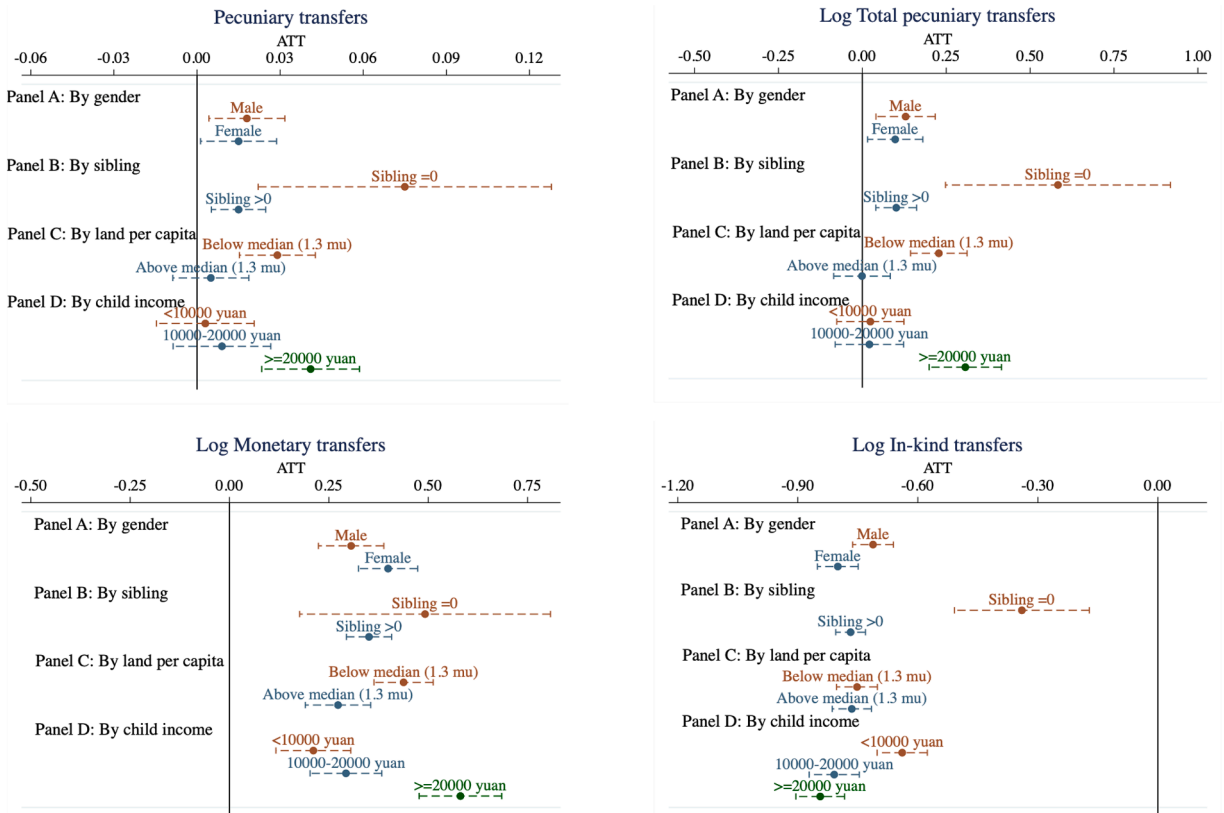 Pecuniary transfers
ATT
-0.06 -0.03 0.00 0.03 0.06 0.09 0.12
Panel A: By gender
Male
Female
Panel B: By sibling
Sibling =0
Sibling >0
Panel C: By land per capita
Below median (1.3 mu)
Above median (1.3 mu)
Panel D: By child income
<10000 yuan
10000-20000 yuan
>=20000 yuan
Log Total pecuniary transfers
ATT
-0.50 -0.25 0.00 0.25 0.50 0.75 1.00
Panel A: By gender
Male
Female
Panel B: By sibling
Sibling =0
Sibling >0
Panel C: By land per capita
Below median (1.3 mu)
Above median (1.3 mu)
Panel D: By child income
<10000 yuan
10000-20000 yuan
>=20000 yuan
Log Monetary transfers
ATT
-0.50 -0.25 0.00 0.25 0.50 0.75
Panel A: By gender
Male
Female
Panel B: By sibling
Sibling =0
Sibling >0
Panel C: By land per capita
Below median (1.3 mu)
Above median (1.3 mu)
Panel D: By child income
<10000 yuan
10000-20000 yuan
>=20000 yuan
Log In-kind transfers
ATT
-1.20 -0.90 -0.60 -0.30 0.00
Panel A: By gender
Male
Female
Panel B: By sibling
Sibling =0
Sibling >0
Panel C: By land per capita
Below median (1.3 mu)
Above median (1.3 mu)
Panel D: By child income
<10000 yuan
10000-20000 yuan
>=20000 yuan